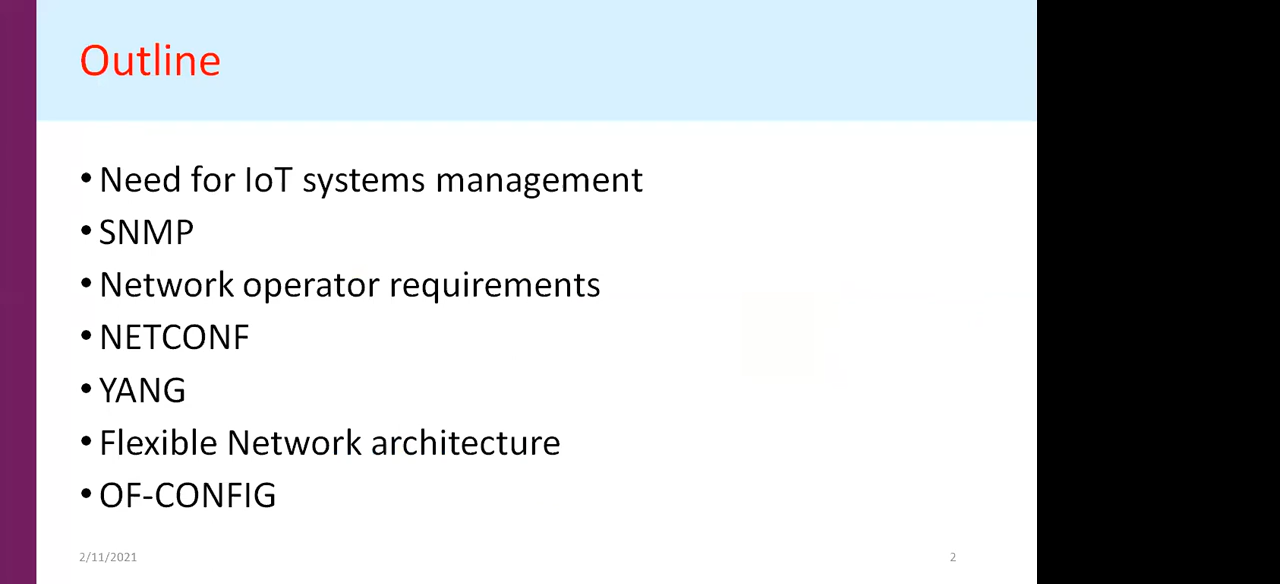 Outline
• Need for IoT systems management
• SNMP
• Network operator requirements
• NETCONF
• YANG
• Flexible Network architecture
• OF-CONFIG
2/11/2021
2